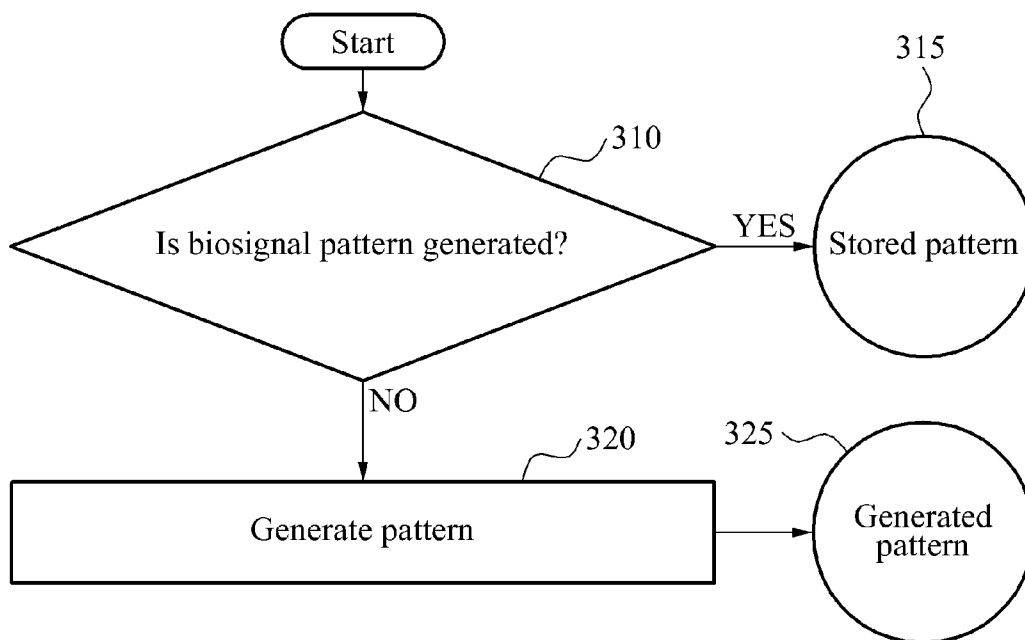 Start
315
310
Is biosignal pattern generated?
YES
Stored pattern
NO
320
325
Generate pattern
Generated
pattern